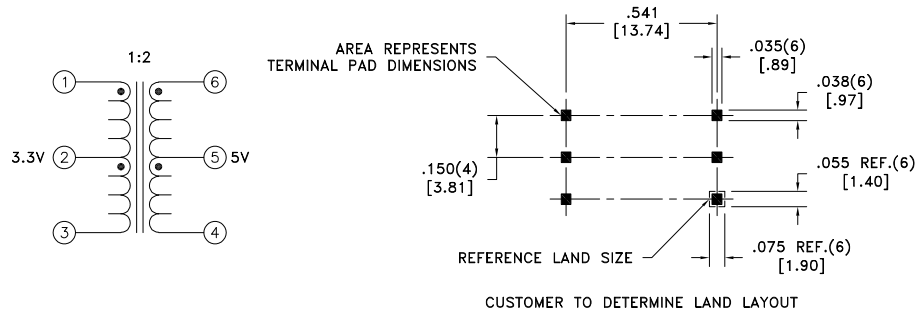 1:2
1
6
3.3V 2
5 5V
3
4
.541
[13.74]
AREA REPRESENTS
TERMINAL PAD DIMENSIONS
.035(6)
[.89]
.038(6)
[.97]
.150(4)
[3.81]
.055 REF.(6)
[1.40]
REFERENCE LAND SIZE
.075 REF.(6)
[1.90]
CUSTOMER TO DETERMINE LAND LAYOUT